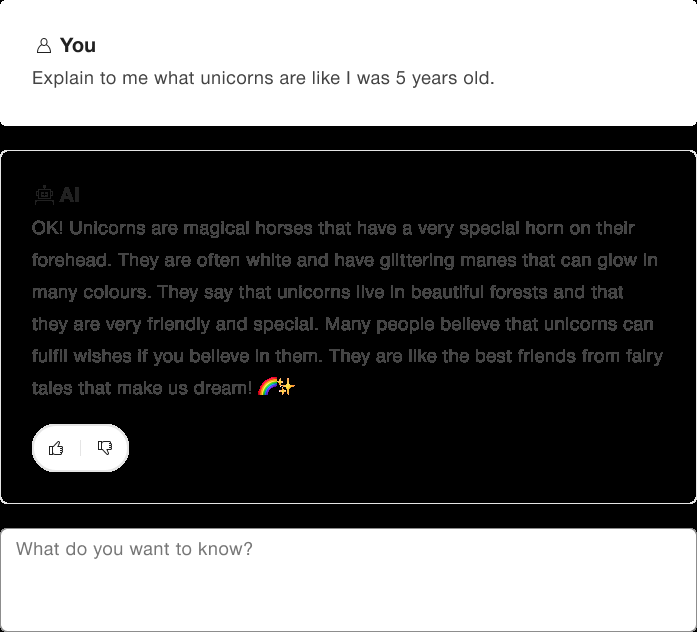 You
Explain to me what unicorns are like I was 5 years old.
AI
OK! Unicorns are magical horses that have a very special horn on their
forehead. They are often white and have glittering manes that can glow in
many colours. They say that unicorns live in beautiful forests and that
they are very friendly and special. Many people believe that unicorns can
fulfil wishes if you believe in them. They are like the best friends from fairy
tales that make us dream! 🌈✨
What do you want to know?